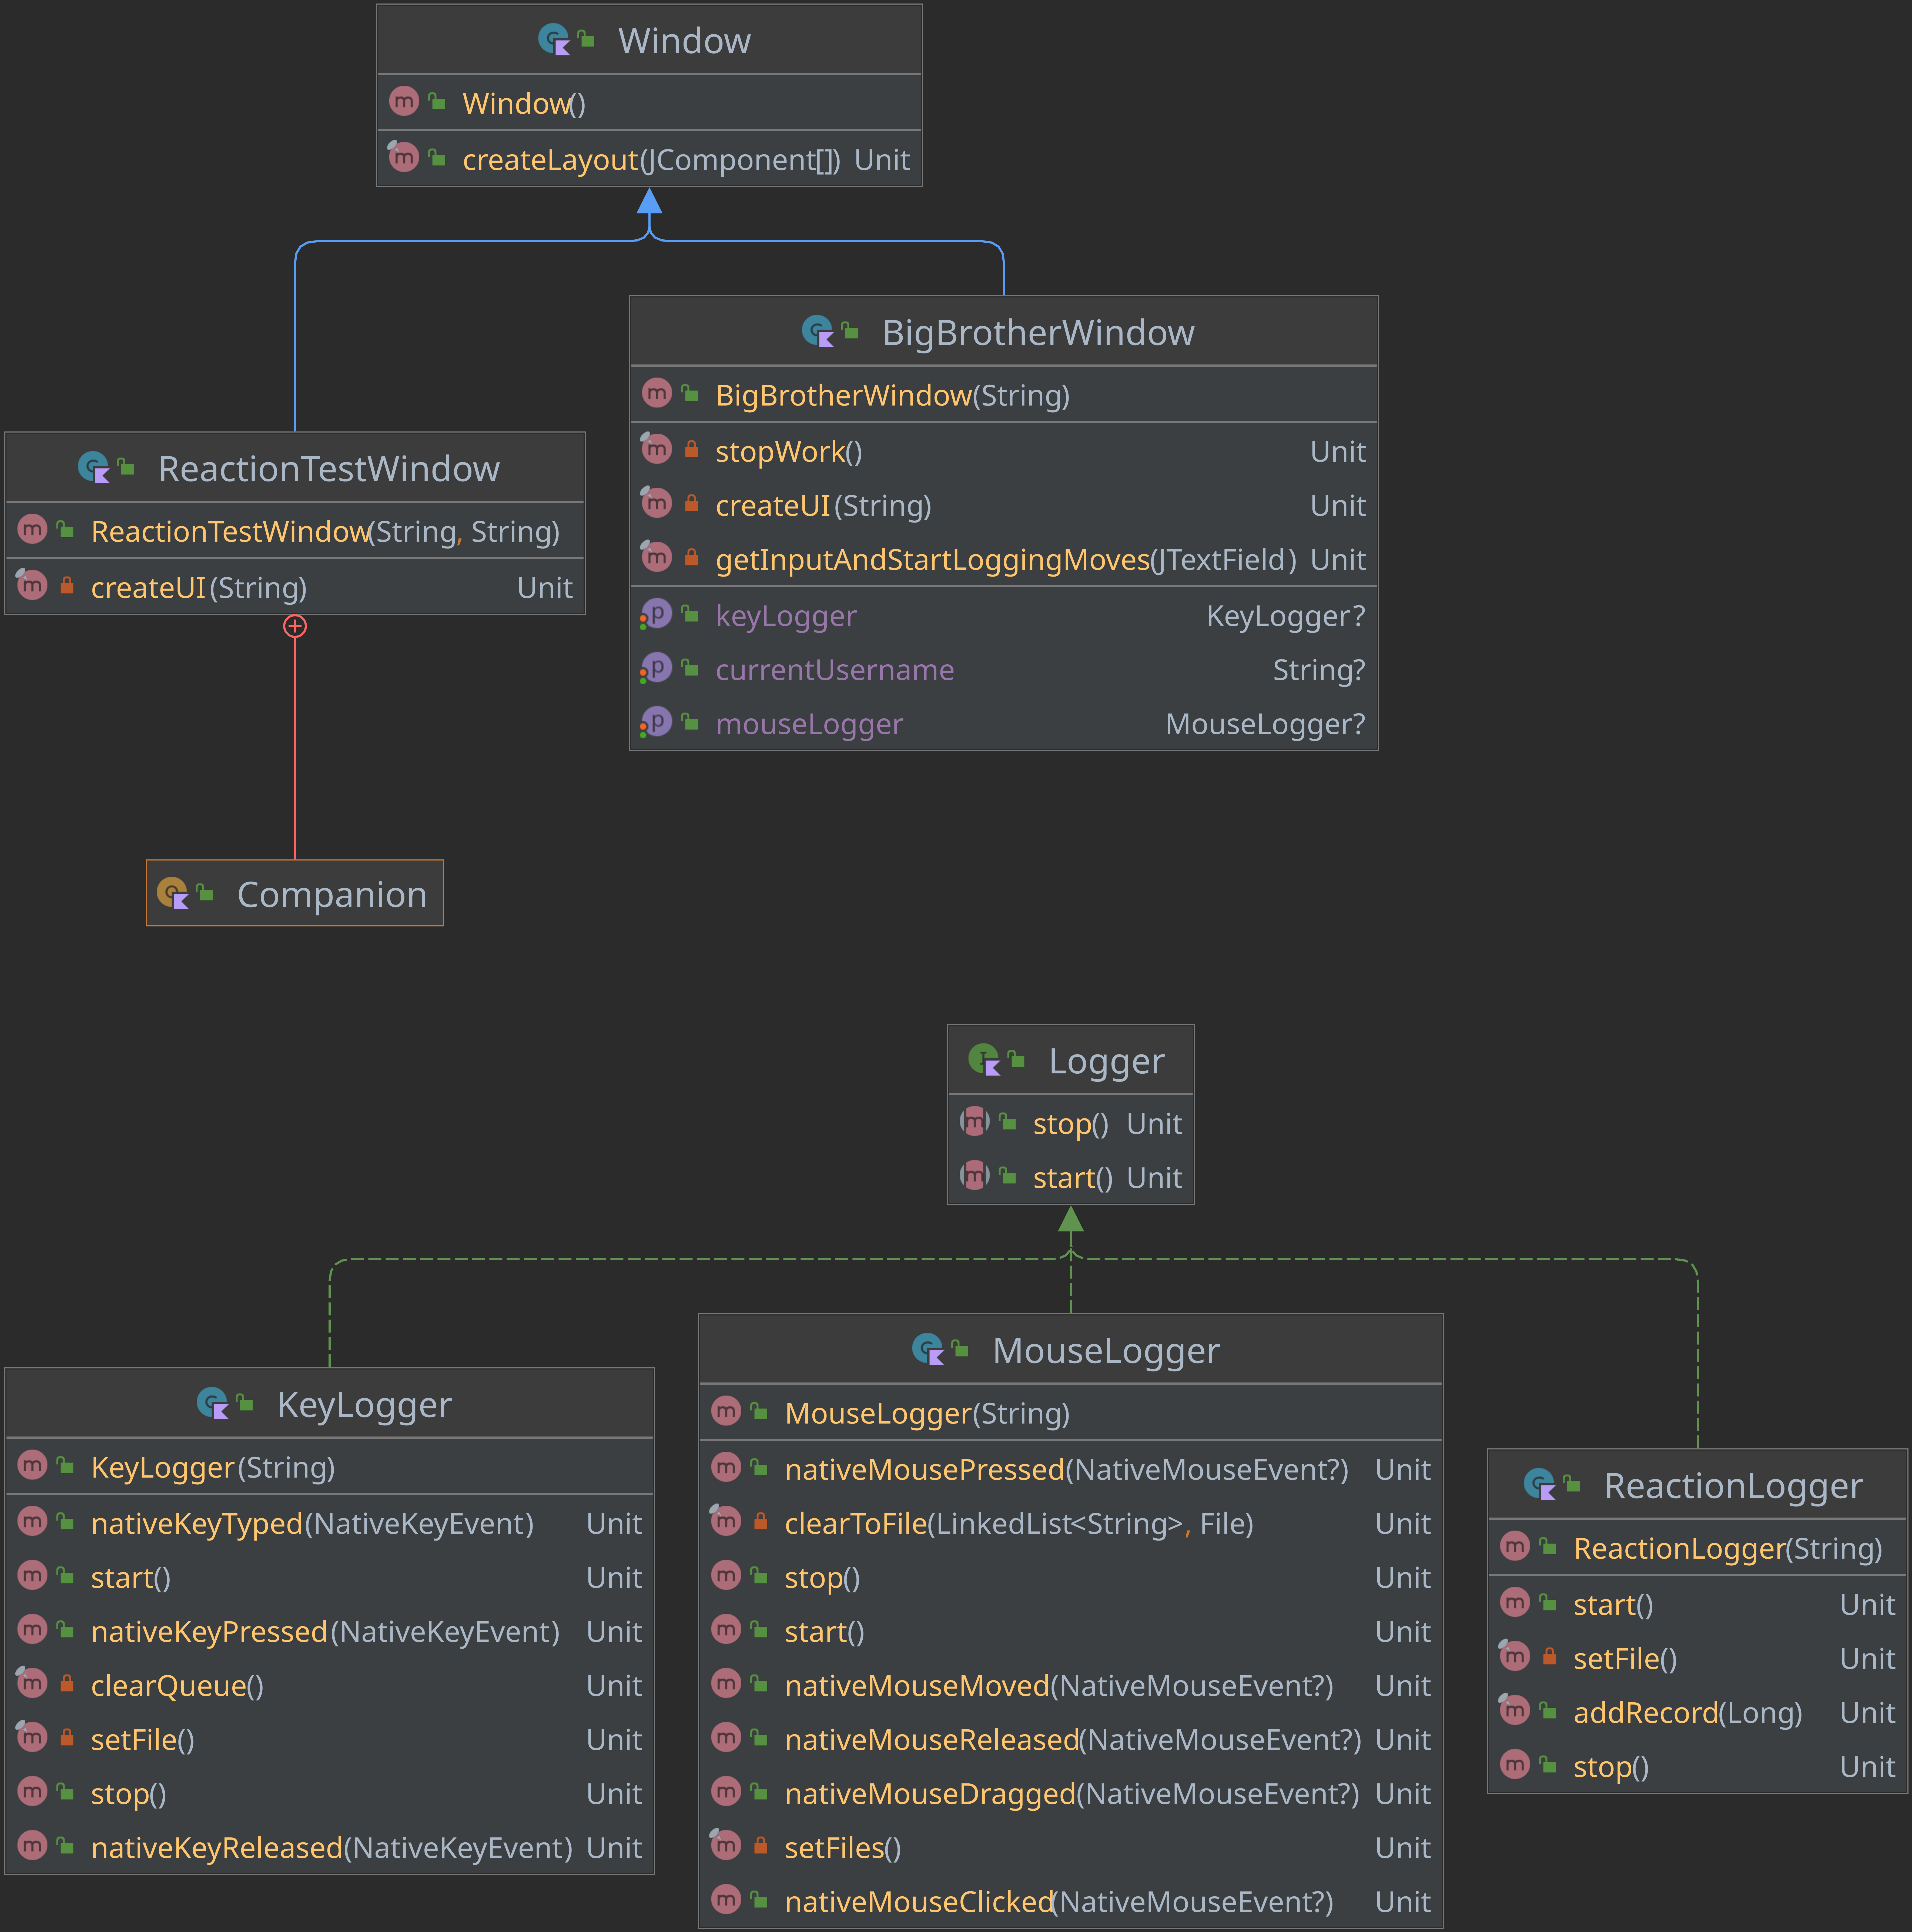 Window
Window()
createLayout(JComponent[]) Unit
BigBrotherWindow
BigBrotherWindow(String)
stopWork() Unit
createUI(String) Unit
getInputAndStartLoggingMoves(JTextField) Unit
keyLogger KeyLogger?
currentUsername String?
mouseLogger MouseLogger?
ReactionTestWindow
ReactionTestWindow(String, String)
createUI(String) Unit
Companion
Logger
stop() Unit
start() Unit
KeyLogger
KeyLogger(String)
nativeKeyTyped(NativeKeyEvent) Unit
start() Unit
nativeKeyPressed(NativeKeyEvent) Unit
clearQueue() Unit
setFile() Unit
stop() Unit
nativeKeyReleased(NativeKeyEvent) Unit
MouseLogger
MouseLogger(String)
nativeMousePressed(NativeMouseEvent?) Unit
clearToFile(LinkedList<String>, File) Unit
stop() Unit
start() Unit
nativeMouseMoved(NativeMouseEvent?) Unit
nativeMouseReleased(NativeMouseEvent?) Unit
nativeMouseDragged(NativeMouseEvent?) Unit
setFiles() Unit
nativeMouseClicked(NativeMouseEvent?) Unit
ReactionLogger
ReactionLogger(String)
start() Unit
setFile() Unit
addRecord(Long) Unit
stop() Unit